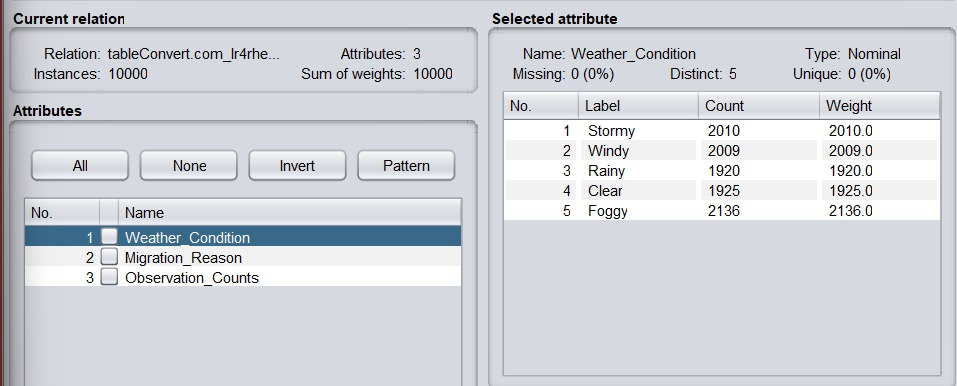 Current relation
Relation: tableConvert.com_lr4rhe... Attributes: 3
Instances: 10000 Sum of weights: 10000
Attributes
All None Invert Pattern
No. Name
1 Weather_Condition
2 Migration_Reason
3 Observation_Counts
Selected attribute
Name: Weather_Condition Type: Nominal
Missing: 0 (0%) Distinct: 5 Unique: 0 (0%)
No. Label Count Weight
1 Stormy 2010 2010.0
2 Windy 2009 2009.0
3 Rainy 1920 1920.0
4 Clear 1925 1925.0
5 Foggy 2136 2136.0